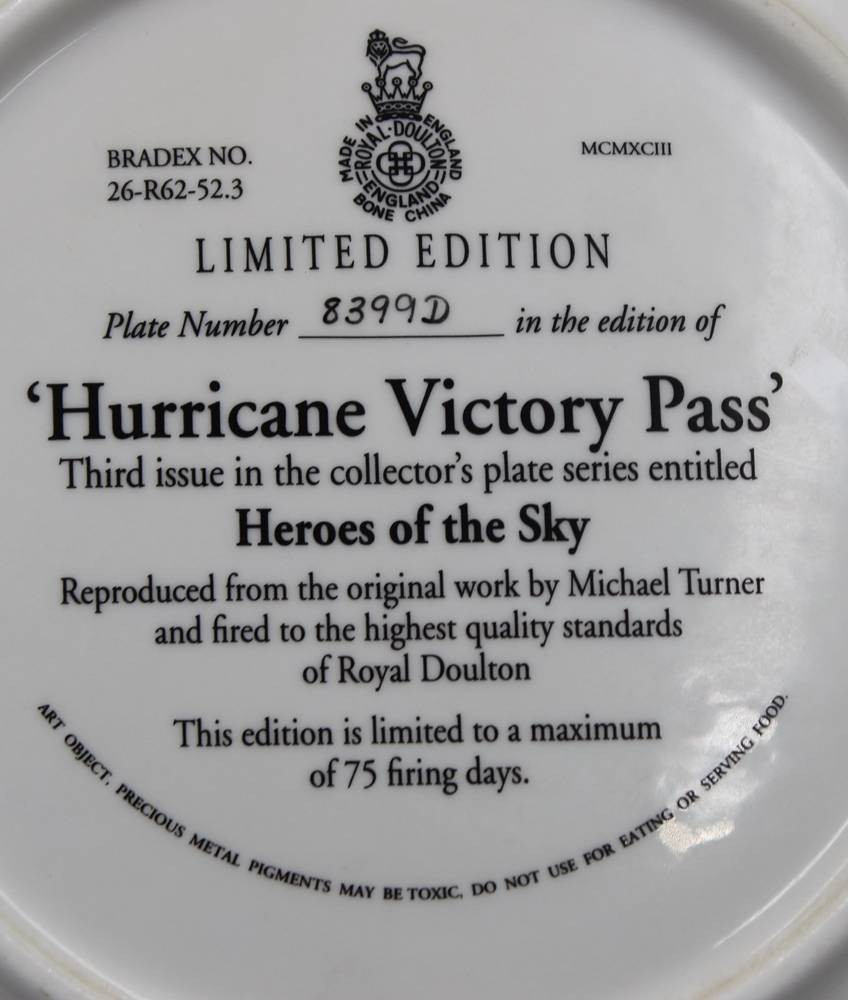 MADE IN ENGLAND
ROYAL·DOULTON
ENGLAND
BONE CHINA
BRADEX NO.
26-R62-52.3
MCMXCIII
LIMITED EDITION
Plate Number 8399D in the edition of
‘Hurricane Victory Pass’
Third issue in the collector’s plate series entitled
Heroes of the Sky
Reproduced from the original work by Michael Turner
and fired to the highest quality standards
of Royal Doulton
This edition is limited to a maximum
of 75 firing days.
ART OBJECT. PRECIOUS METAL PIGMENTS MAY BE TOXIC. DO NOT USE FOR EATING OR SERVING FOOD.